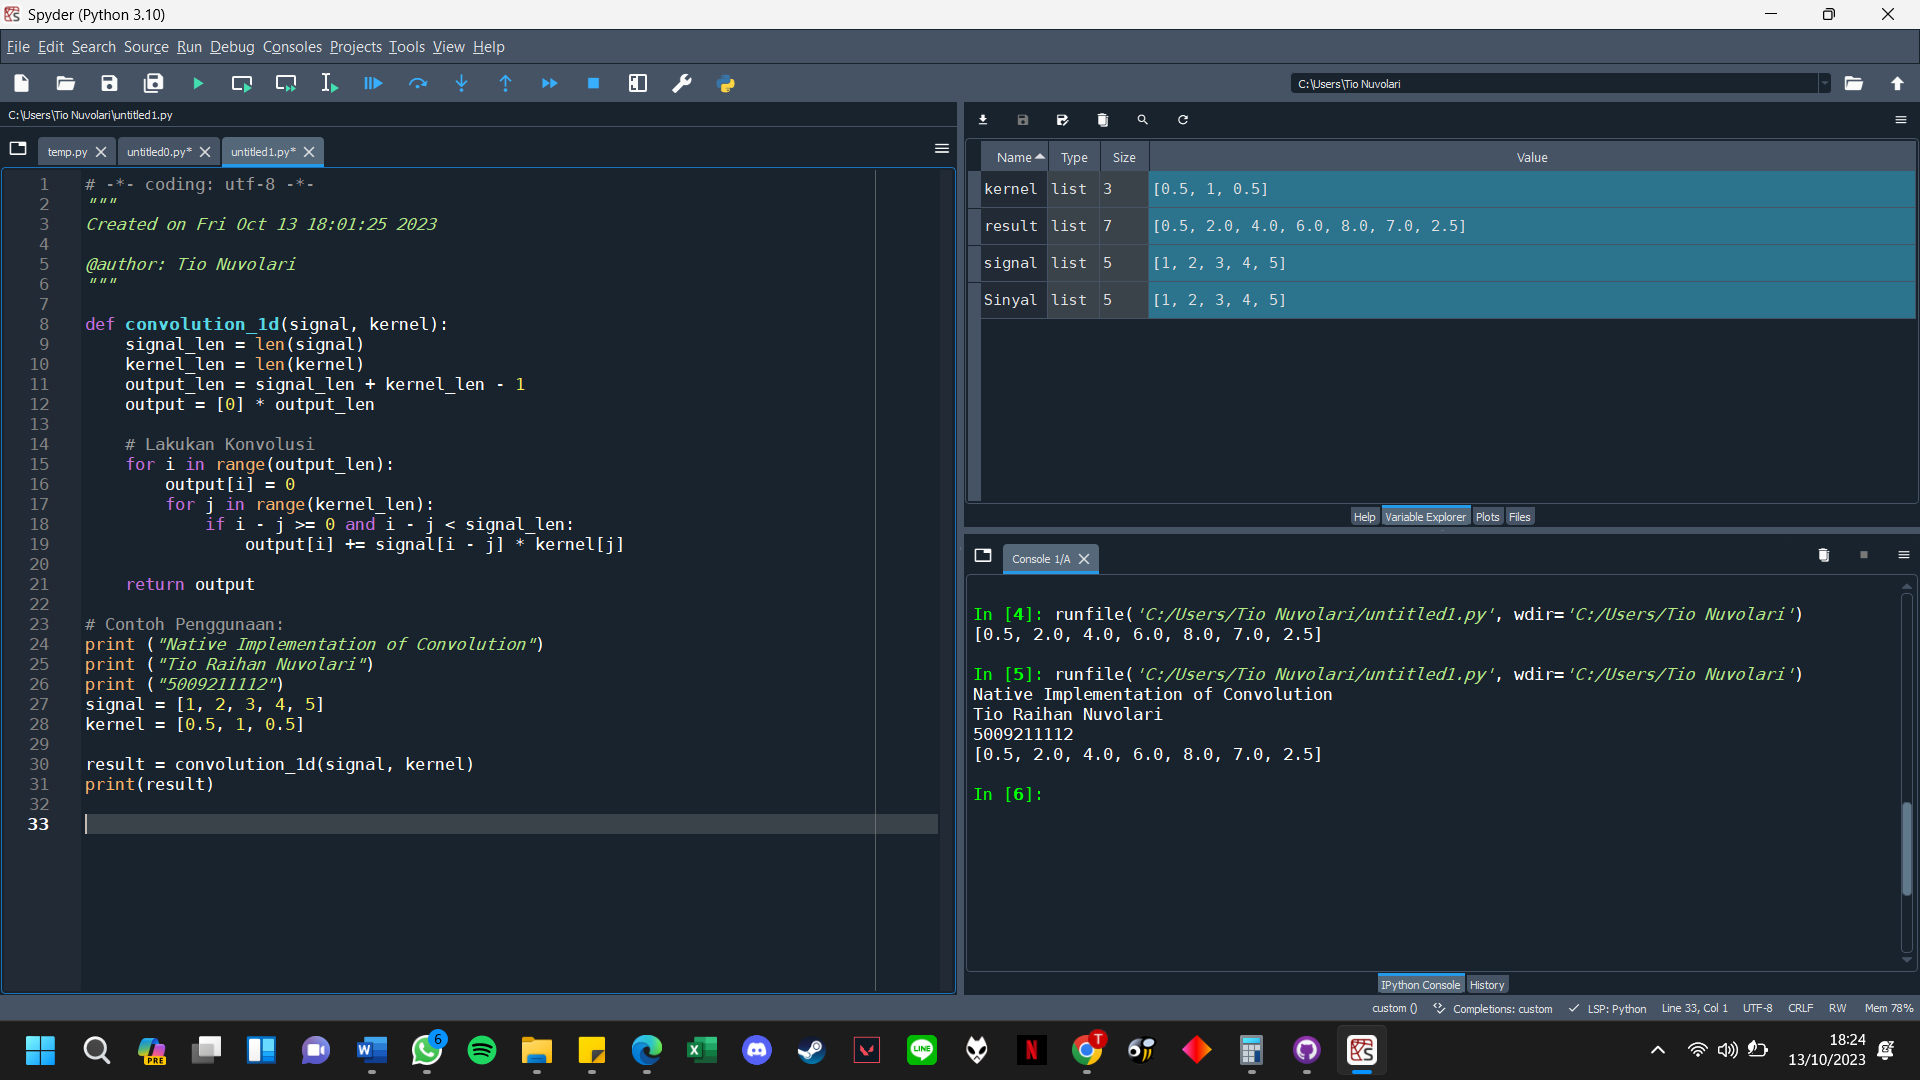 Spyder (Python 3.10)
File Edit Search Source Run Debug Consoles Projects Tools View Help
C:\Users\Tio Nuvolari
C:\Users\Tio Nuvolari\untitled1.py
temp.py
untitled0.py*
untitled1.py*
1 # -*- coding: utf-8 -*-
2 """
3 Created on Fri Oct 13 18:01:25 2023
4
5 @author: Tio Nuvolari
6 """
7
8 def convolution_1d(signal, kernel):
9     signal_len = len(signal)
10     kernel_len = len(kernel)
11     output_len = signal_len + kernel_len - 1
12     output = [0] * output_len
13
14     # Lakukan Konvolusi
15     for i in range(output_len):
16         output[i] = 0
17         for j in range(kernel_len):
18             if i - j >= 0 and i - j < signal_len:
19                 output[i] += signal[i - j] * kernel[j]
20
21     return output
22
23 # Contoh Penggunaan:
24 print ("Native Implementation of Convolution")
25 print ("Tio Raihan Nuvolari")
26 print ("5009211112")
27 signal = [1, 2, 3, 4, 5]
28 kernel = [0.5, 1, 0.5]
29
30 result = convolution_1d(signal, kernel)
31 print(result)
32
33
Name Type Size Value
kernel list 3 [0.5, 1, 0.5]
result list 7 [0.5, 2.0, 4.0, 6.0, 8.0, 7.0, 2.5]
signal list 5 [1, 2, 3, 4, 5]
Sinyal list 5 [1, 2, 3, 4, 5]
Help Variable Explorer Plots Files
Console 1/A
In [4]: runfile('C:/Users/Tio Nuvolari/untitled1.py', wdir='C:/Users/Tio Nuvolari')
[0.5, 2.0, 4.0, 6.0, 8.0, 7.0, 2.5]
In [5]: runfile('C:/Users/Tio Nuvolari/untitled1.py', wdir='C:/Users/Tio Nuvolari')
Native Implementation of Convolution
Tio Raihan Nuvolari
5009211112
[0.5, 2.0, 4.0, 6.0, 8.0, 7.0, 2.5]
In [6]:
IPython Console History
custom () Completions: custom LSP: Python Line 33, Col 1 UTF-8 CRLF RW Mem 78%
PRE
W
6
X
LINE
N
T
18:24
13/10/2023